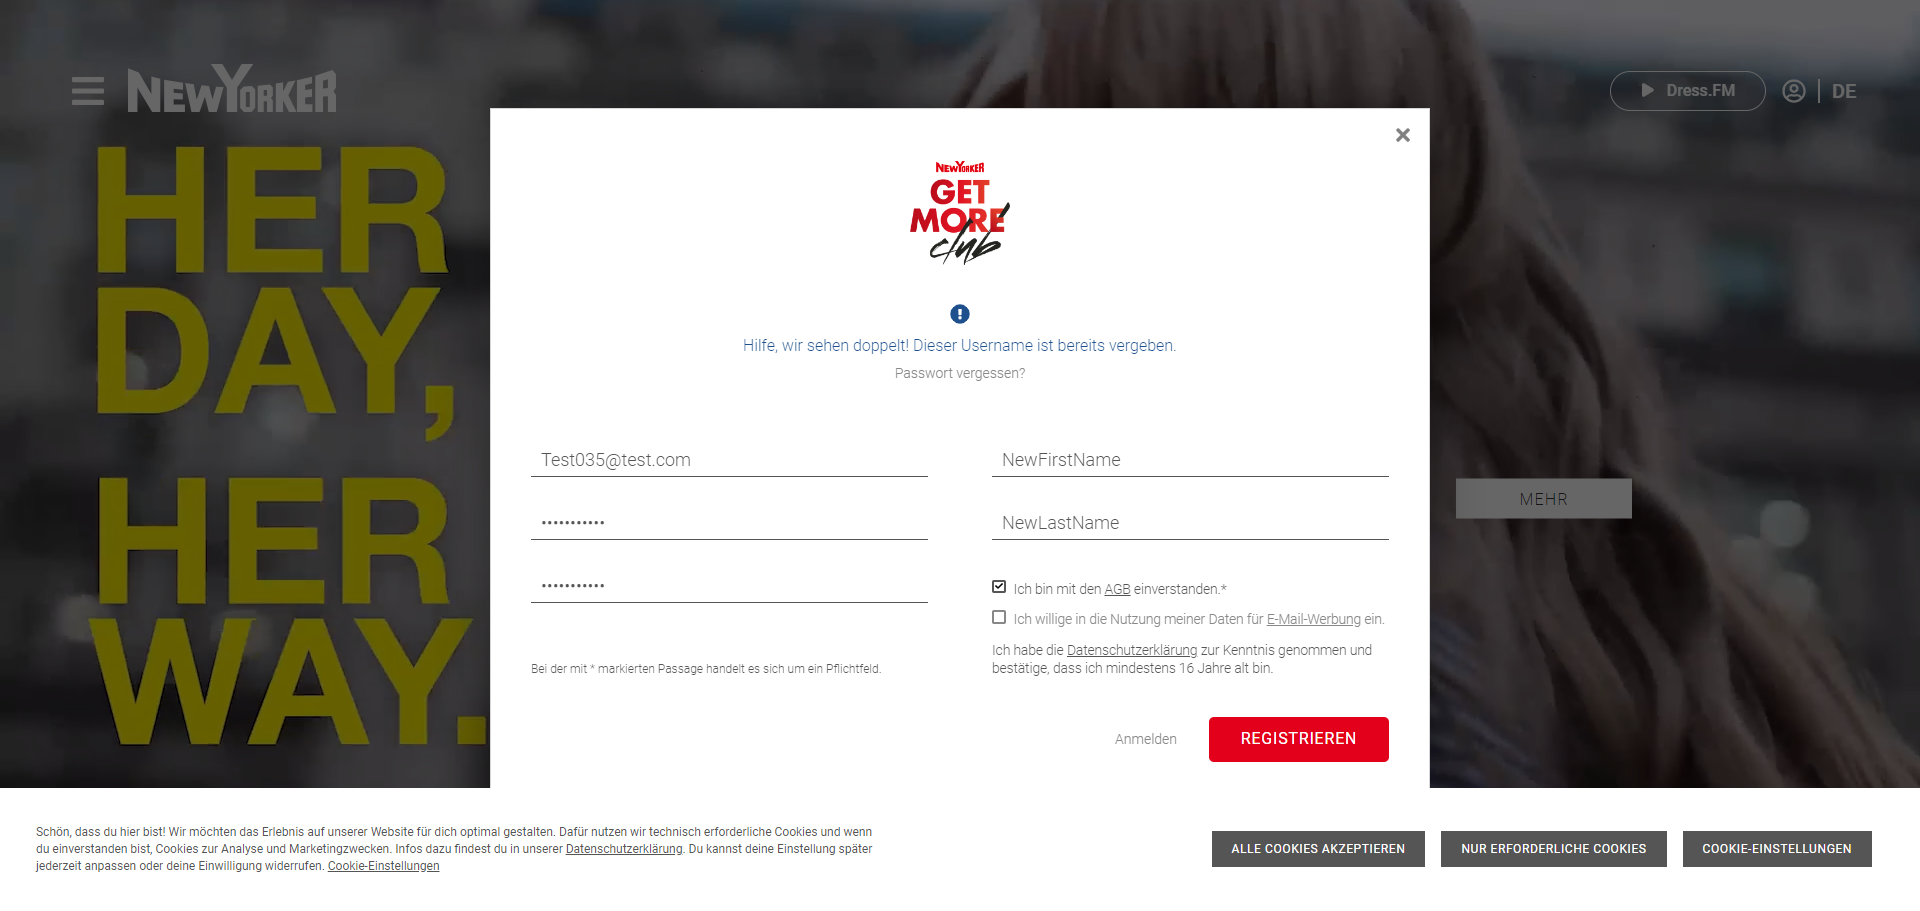 NEWYORKER
Dress.FM
DE
HER
DAY,
HER
WAY.
MEHR
NEWYORKER
GET
MORE
club
Hilfe, wir sehen doppelt! Dieser Username ist bereits vergeben.
Passwort vergessen?
Test035@test.com
NewFirstName
•••••••••••
NewLastName
•••••••••••
Ich bin mit den AGB einverstanden.*
Ich willige in die Nutzung meiner Daten für E-Mail-Werbung ein.
Ich habe die Datenschutzerklärung zur Kenntnis genommen und
bestätige, dass ich mindestens 16 Jahre alt bin.
Bei der mit * markierten Passage handelt es sich um ein Pflichtfeld.
Anmelden
REGISTRIEREN
Schön, dass du hier bist! Wir möchten das Erlebnis auf unserer Website für dich optimal gestalten. Dafür nutzen wir technisch erforderliche Cookies und wenn
du einverstanden bist, Cookies zur Analyse und Marketingzwecken. Infos dazu findest du in unserer Datenschutzerklärung. Du kannst deine Einstellung später
jederzeit anpassen oder deine Einwilligung widerrufen. Cookie-Einstellungen
ALLE COOKIES AKZEPTIEREN
NUR ERFORDERLICHE COOKIES
COOKIE-EINSTELLUNGEN